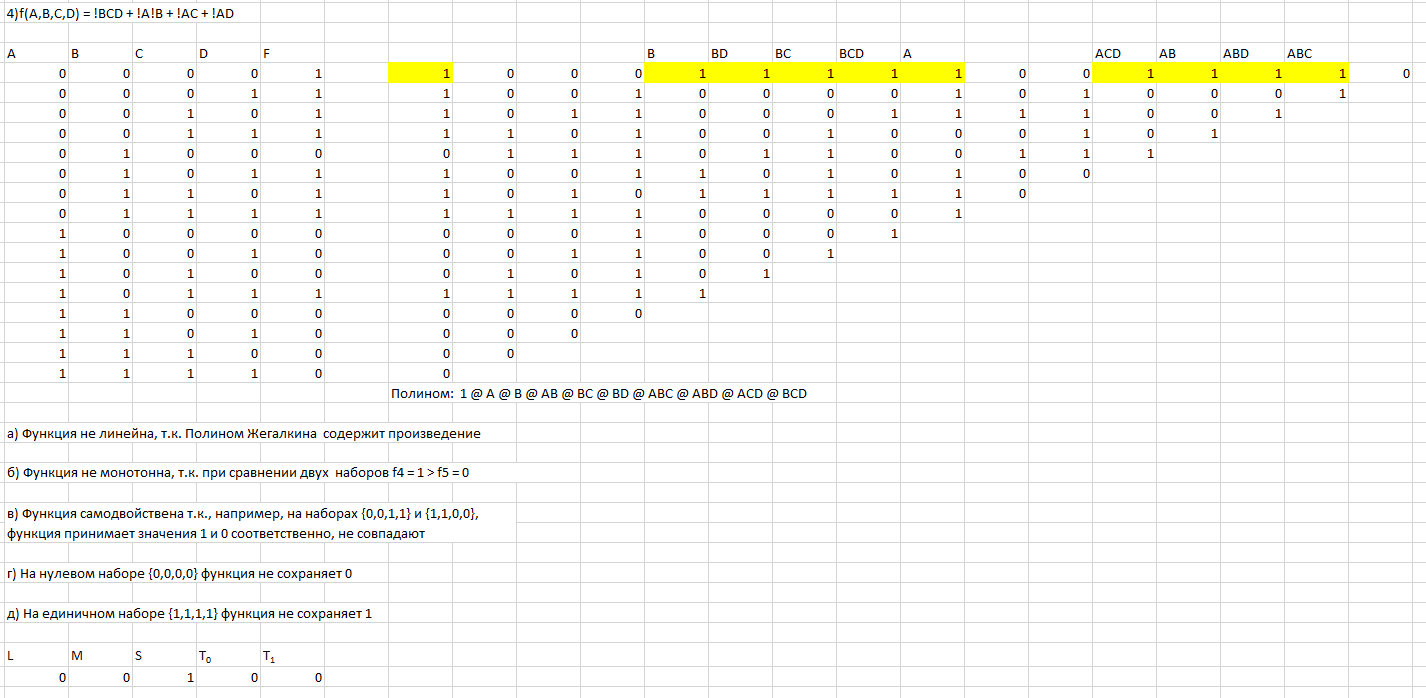 4)f(A,B,C,D) = !BCD + !A!B + !AC + !AD
A B C D F B BD BC BCD A ACD AB ABD ABC
0 0 0 0 1 1 0 0 0 1 1 1 1 1 0 0 1 1 1 1 0
0 0 0 1 1 1 0 0 1 0 0 0 0 1 0 1 0 0 0 1
0 0 1 0 1 1 0 1 1 0 0 0 1 1 1 1 0 0 1
0 0 1 1 1 1 1 0 1 0 0 1 0 0 0 1 0 1
0 1 0 0 0 0 1 1 1 0 1 1 0 0 1 1 1
0 1 0 1 1 1 0 0 1 1 0 1 0 1 0 0
0 1 1 0 1 1 0 1 0 1 1 1 1 1 0
0 1 1 1 1 1 1 1 1 0 0 0 0 1
1 0 0 0 0 0 0 0 1 0 0 0 1
1 0 0 1 0 0 0 1 1 0 0 1
1 0 1 0 0 0 1 0 1 0 1
1 0 1 1 1 1 1 1 1 1
1 1 0 0 0 0 0 0 0
1 1 0 1 0 0 0 0
1 1 1 0 0 0 0
1 1 1 1 0 0
Полином: 1 @ A @ B @ AB @ BC @ BD @ ABC @ ABD @ ACD @ BCD
а) Функция не линейна, т.к. Полином Жегалкина содержит произведение
б) Функция не монотонна, т.к. при сравнении двух наборов f4 = 1 > f5 = 0
в) Функция самодвойствена т.к., например, на наборах {0,0,1,1} и {1,1,0,0},
функция принимает значения 1 и 0 соответственно, не совпадают
г) На нулевом наборе {0,0,0,0} функция не сохраняет 0
д) На единичном наборе {1,1,1,1} функция не сохраняет 1
L M S T₀ T₁
0 0 1 0 0